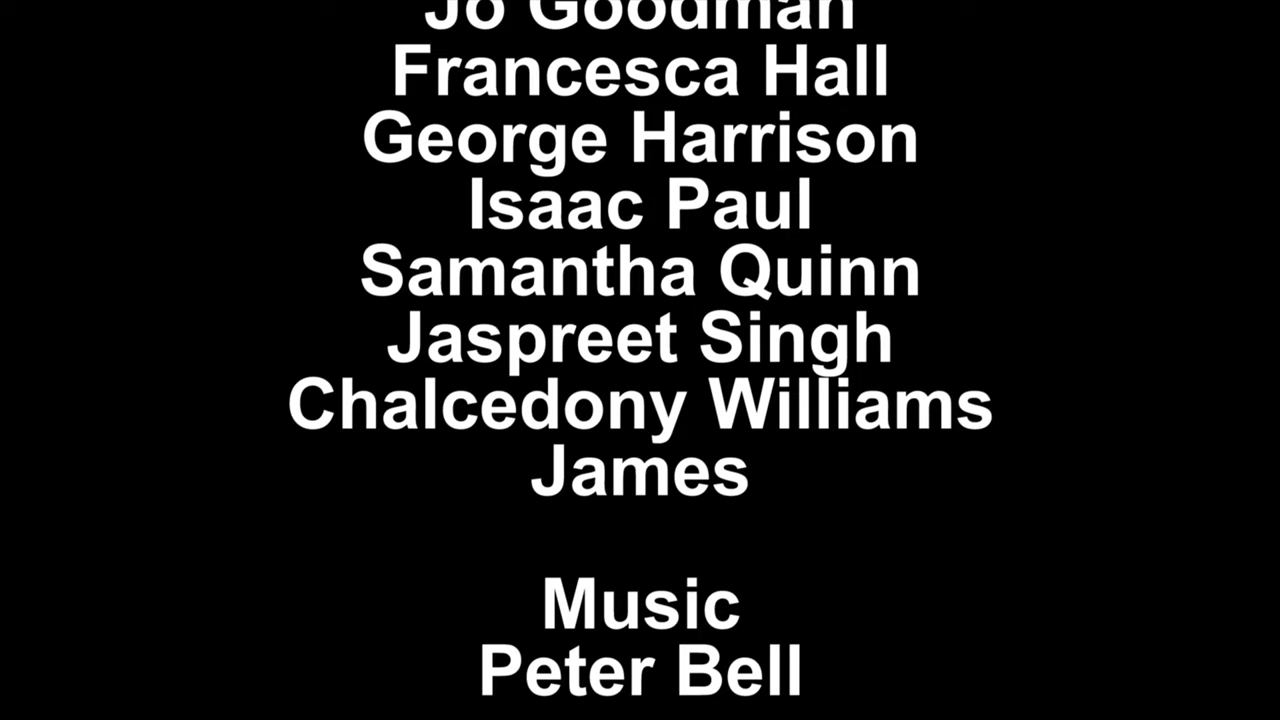 Jo Goodman
Francesca Hall
George Harrison
Isaac Paul
Samantha Quinn
Jaspreet Singh
Chalcedony Williams
James

Music
Peter Bell